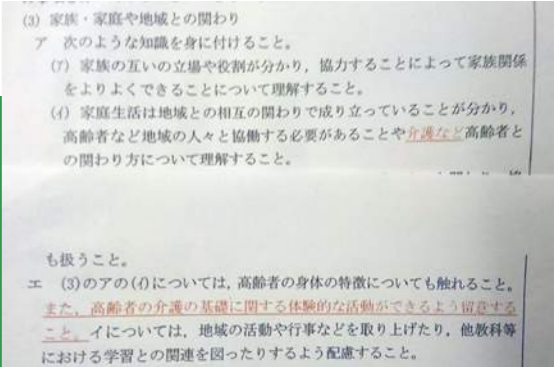 (3) 家族・家庭や地域との関わり
ア 次のような知識を身に付けること。
(ｱ) 家族の互いの立場や役割が分かり，協力することによって家族関係
をよりよくできることについて理解すること。
(ｲ) 家庭生活は地域との相互の関わりで成り立っていることが分かり，
高齢者など地域の人々と協働する必要があることや介護など高齢者と
の関わり方について理解すること。
も扱うこと。
エ (3)のアの(ｲ)については，高齢者の身体の特徴についても触れること。
また，高齢者の介護の基礎に関する体験的な活動ができるよう留意する
こと。イについては，地域の活動や行事などを取り上げたり，他教科等
における学習との関連を図ったりするよう配慮すること。